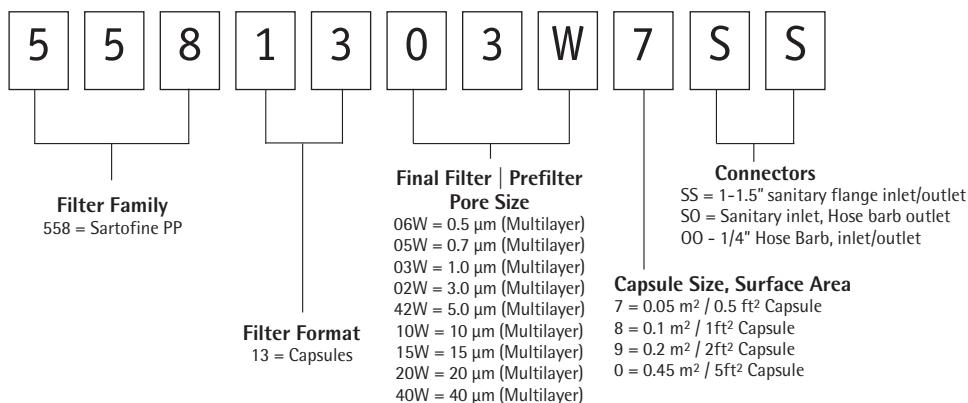 5 5 8 1 3 0 3 W 7 S S
Filter Family
558 = Sartofine PP
Filter Format
13 = Capsules
Final Filter | Prefilter
Pore Size
06W = 0.5 µm (Multilayer)
05W = 0.7 µm (Multilayer)
03W = 1.0 µm (Multilayer)
02W = 3.0 µm (Multilayer)
42W = 5.0 µm (Multilayer)
10W = 10 µm (Multilayer)
15W = 15 µm (Multilayer)
20W = 20 µm (Multilayer)
40W = 40 µm (Multilayer)
Connectors
SS = 1-1.5" sanitary flange inlet/outlet
SO = Sanitary inlet, Hose barb outlet
OO - 1/4" Hose Barb, inlet/outlet
Capsule Size, Surface Area
7 = 0.05 m² / 0.5 ft² Capsule
8 = 0.1 m² / 1ft² Capsule
9 = 0.2 m² / 2ft² Capsule
0 = 0.45 m² / 5ft² Capsule